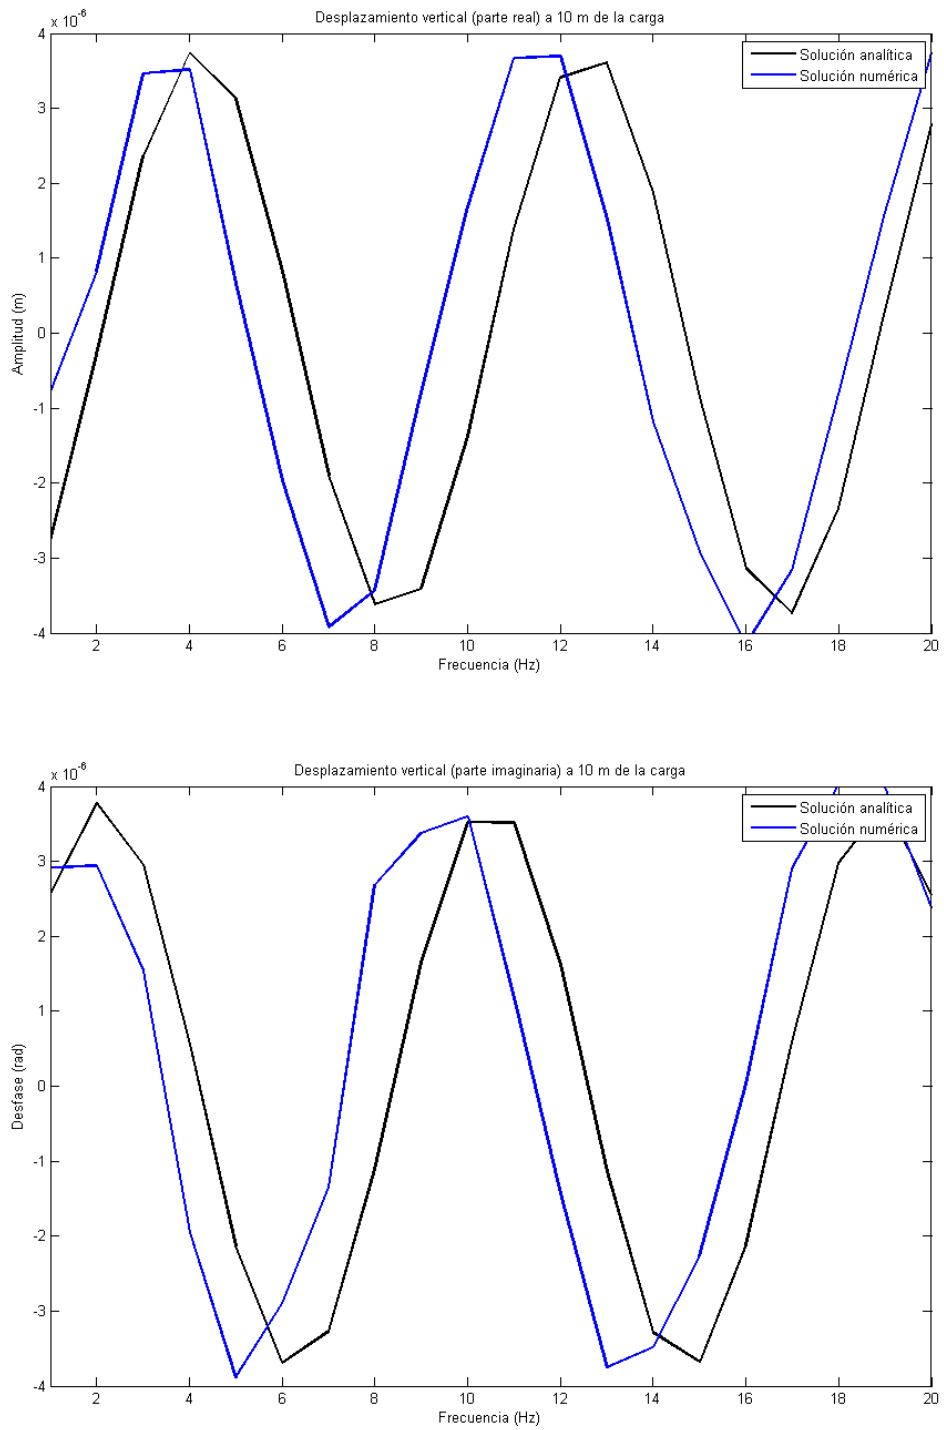 Desplazamiento vertical (parte real) a 10 m de la carga
x 10⁻⁶
4
3
2
1
0
-1
-2
-3
-4
Amplitud (m)
Solución analítica
Solución numérica
2 4 6 8 10 12 14 16 18 20
Frecuencia (Hz)
Desplazamiento vertical (parte imaginaria) a 10 m de la carga
x 10⁻⁶
4
3
2
1
0
-1
-2
-3
-4
Desfase (rad)
Solución analítica
Solución numérica
2 4 6 8 10 12 14 16 18 20
Frecuencia (Hz)